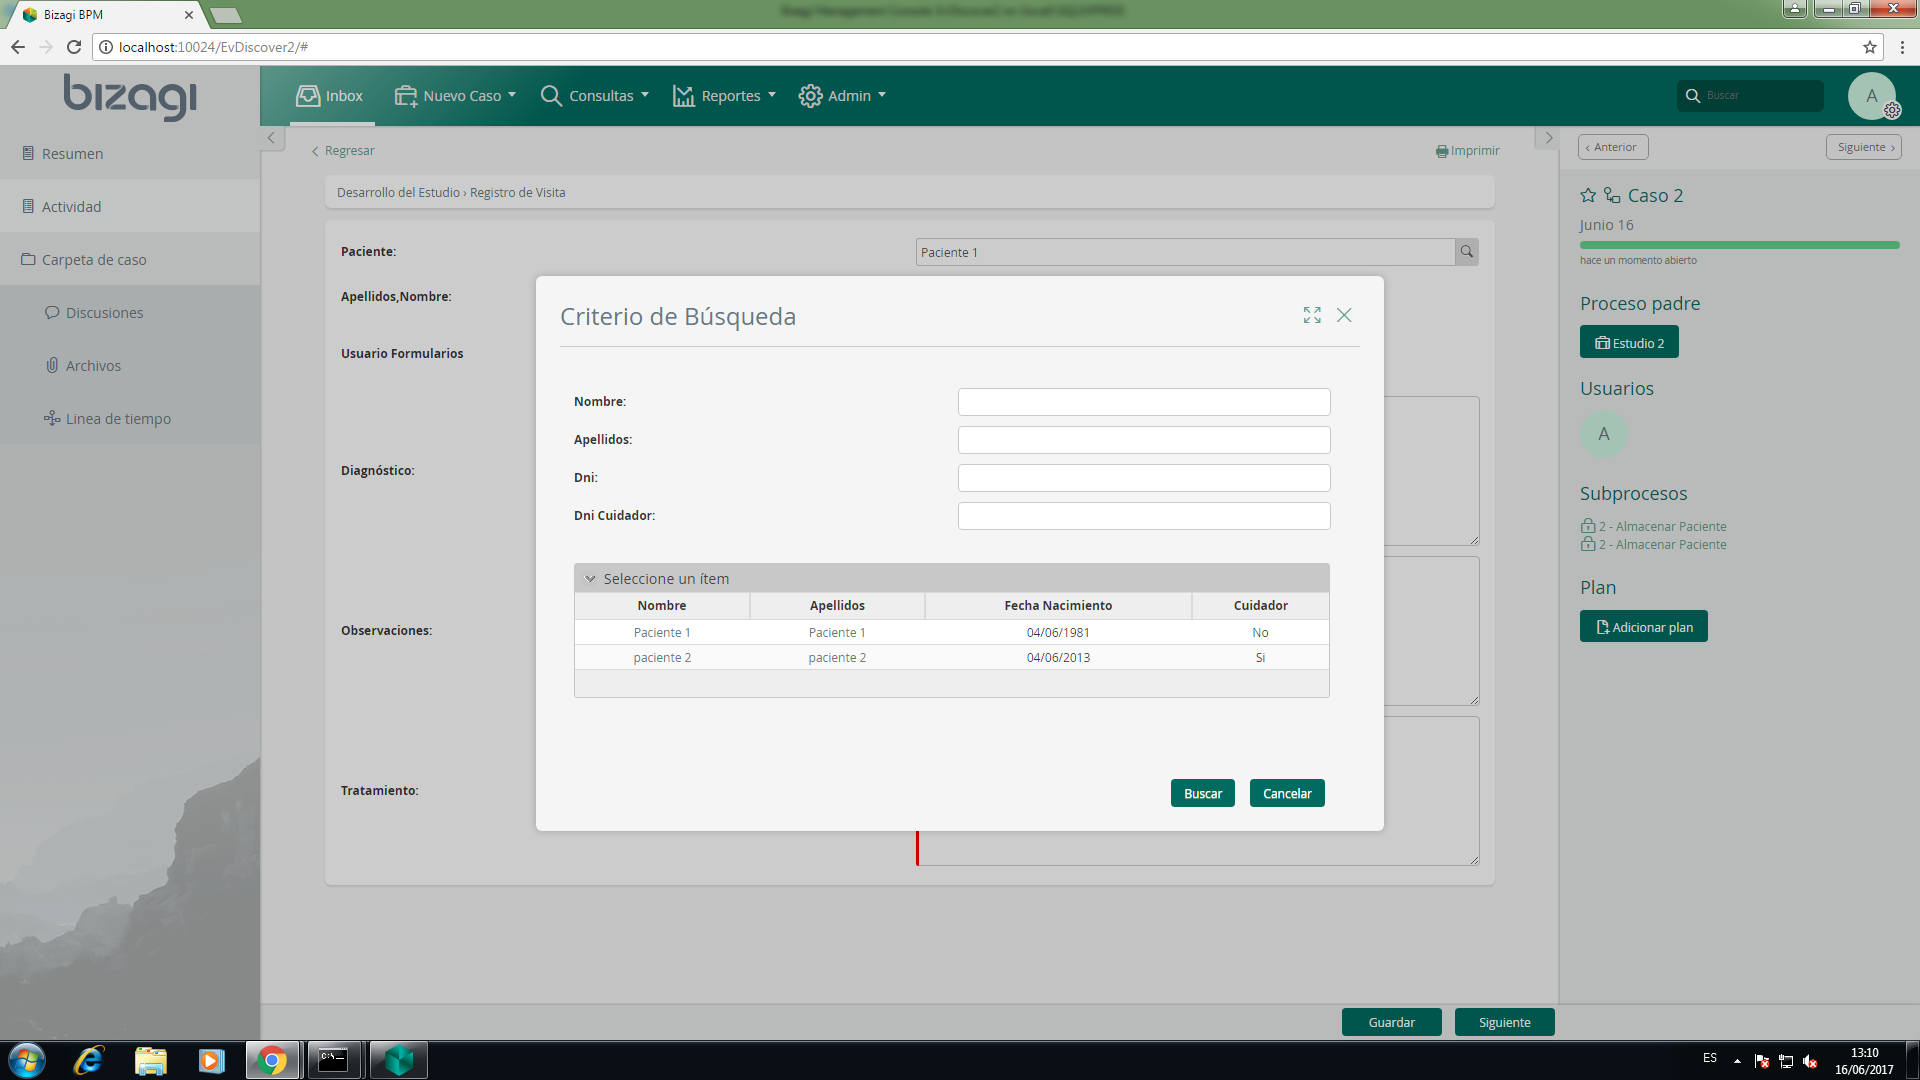 Bizagi BPM
localhost:10024/EvDiscover2/#
bizagi
Inbox
Nuevo Caso
Consultas
Reportes
Admin
Buscar
A
Resumen
Actividad
Carpeta de caso
Discusiones
Archivos
Linea de tiempo
Regresar
Imprimir
Desarrollo del Estudio › Registro de Visita
Paciente:
Paciente 1
Apellidos,Nombre:
Usuario Formularios
Diagnóstico:
Observaciones:
Tratamiento:
Criterio de Búsqueda
Nombre:
Apellidos:
Dni:
Dni Cuidador:
Seleccione un ítem
Nombre Apellidos Fecha Nacimiento Cuidador
Paciente 1 Paciente 1 04/06/1981 No
paciente 2 paciente 2 04/06/2013 Si
Buscar Cancelar
Guardar Siguiente
‹ Anterior Siguiente ›
Caso 2
Junio 16
hace un momento abierto
Proceso padre
Estudio 2
Usuarios
A
Subprocesos
2 - Almacenar Paciente
2 - Almacenar Paciente
Plan
Adicionar plan
C:\.
ES
13:10
16/06/2017